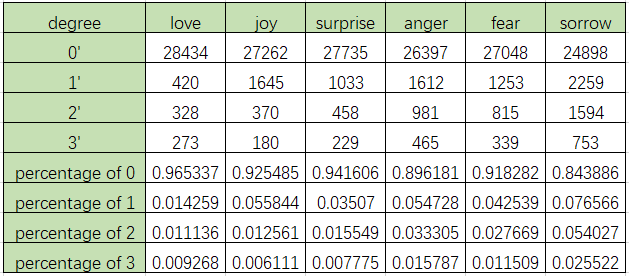 degree love joy surprise anger fear sorrow
0' 28434 27262 27735 26397 27048 24898
1' 420 1645 1033 1612 1253 2259
2' 328 370 458 981 815 1594
3' 273 180 229 465 339 753
percentage of 0 0.965337 0.925485 0.941606 0.896181 0.918282 0.843886
percentage of 1 0.014259 0.055844 0.03507 0.054728 0.042539 0.076566
percentage of 2 0.011136 0.012561 0.015549 0.033305 0.027669 0.054027
percentage of 3 0.009268 0.006111 0.007775 0.015787 0.011509 0.025522